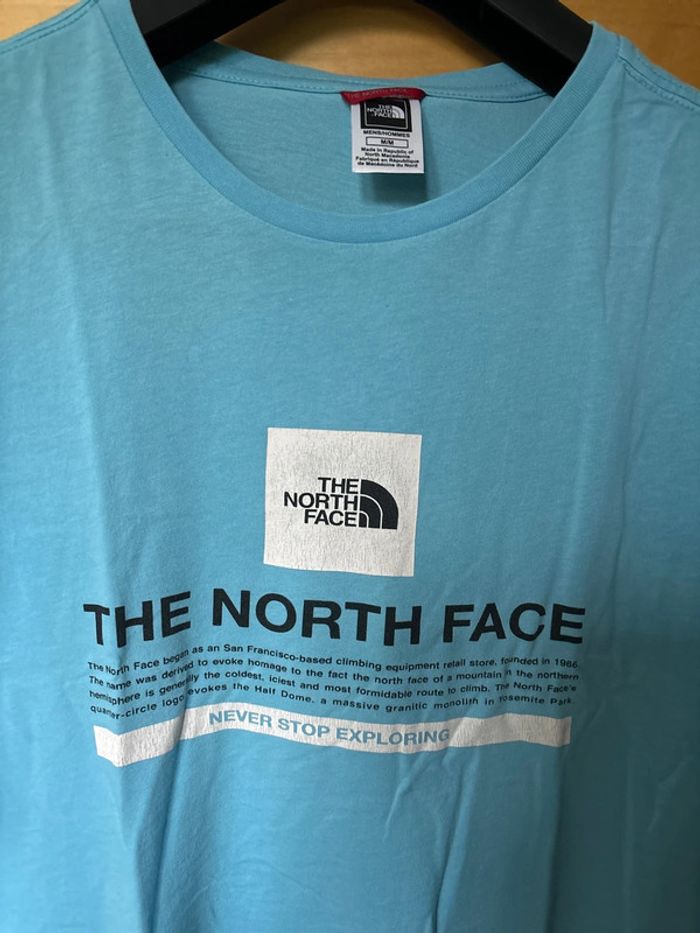 THE NORTH FACE
THE
NORTH
FACE
MENS/HOMMES
M/M
Made in Republic of
North Macedonia
Fabriqué en République
de Macédoine du Nord
THE
NORTH
FACE
THE NORTH FACE
The North Face began as an San Francisco-based climbing equipment retail store, founded in 1966
The name was derived to evoke homage to the fact the north face of a mountain in the northern
hemisphere is generally the coldest, iciest and most formidable route to climb. The North Face's
quarter-circle logo evokes the Half Dome, a massive granitic monolith in Yosemite Park.
NEVER STOP EXPLORING